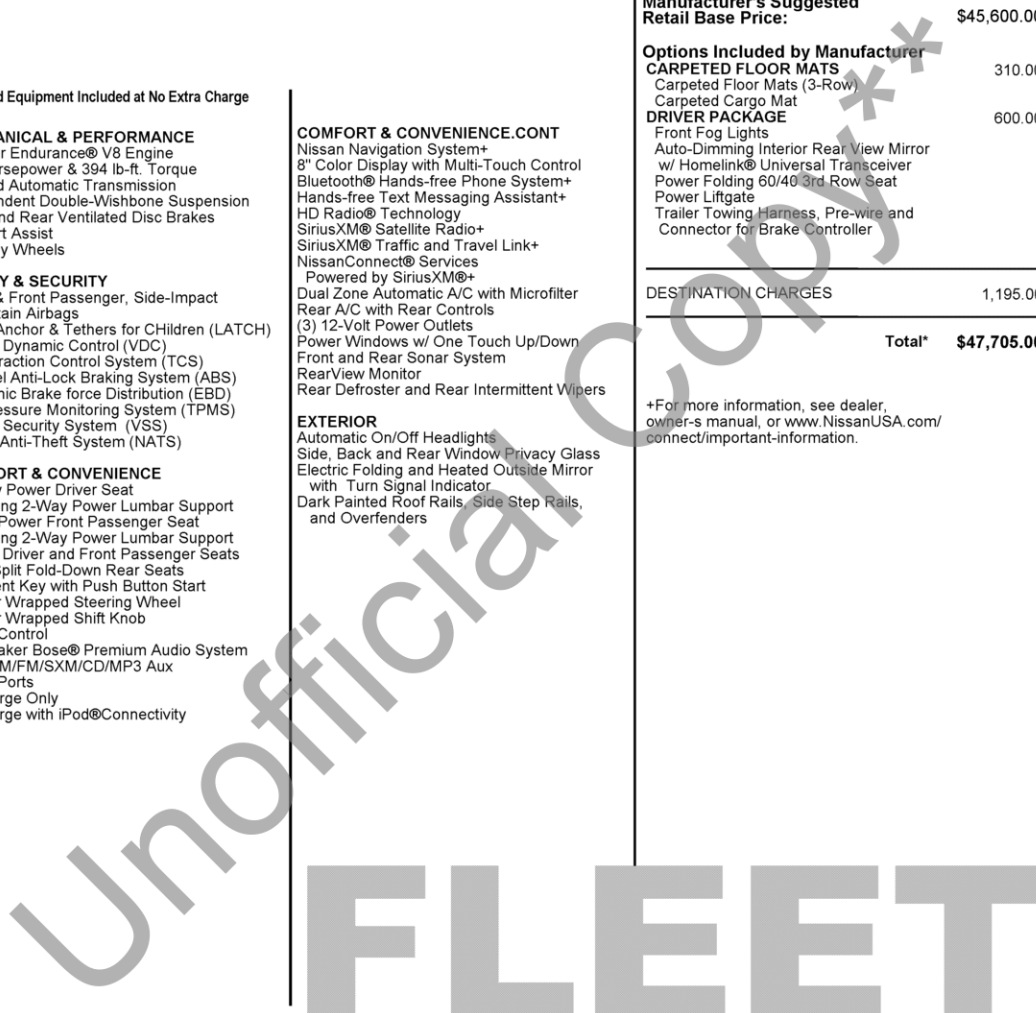 d Equipment Included at No Extra Charge
ANICAL & PERFORMANCE
r Endurance® V8 Engine
rsepower & 394 lb-ft. Torque
d Automatic Transmission
ndent Double-Wishbone Suspension
nd Rear Ventilated Disc Brakes
rt Assist
y Wheels
Y & SECURITY
& Front Passenger, Side-Impact
tain Airbags
Anchor & Tethers for CHildren (LATCH)
Dynamic Control (VDC)
raction Control System (TCS)
el Anti-Lock Braking System (ABS)
nic Brake force Distribution (EBD)
essure Monitoring System (TPMS)
Security System (VSS)
Anti-Theft System (NATS)
ORT & CONVENIENCE
y Power Driver Seat
ng 2-Way Power Lumbar Support
Power Front Passenger Seat
ng 2-Way Power Lumbar Support
Driver and Front Passenger Seats
Split Fold-Down Rear Seats
ent Key with Push Button Start
r Wrapped Steering Wheel
r Wrapped Shift Knob
Control
aker Bose® Premium Audio System
M/FM/SXM/CD/MP3 Aux
Ports
rge Only
rge with iPod®Connectivity
COMFORT & CONVENIENCE.CONT
Nissan Navigation System+
8" Color Display with Multi-Touch Control
Bluetooth® Hands-free Phone System+
Hands-free Text Messaging Assistant+
HD Radio® Technology
SiriusXM® Satellite Radio+
SiriusXM® Traffic and Travel Link+
NissanConnect® Services
Powered by SiriusXM®+
Dual Zone Automatic A/C with Microfilter
Rear A/C with Rear Controls
(3) 12-Volt Power Outlets
Power Windows w/ One Touch Up/Down
Front and Rear Sonar System
RearView Monitor
Rear Defroster and Rear Intermittent Wipers
EXTERIOR
Automatic On/Off Headlights
Side, Back and Rear Window Privacy Glass
Electric Folding and Heated Outside Mirror
with Turn Signal Indicator
Dark Painted Roof Rails, Side Step Rails,
and Overfenders
Manufacturer's Suggested
Retail Base Price: $45,600.00
Options Included by Manufacturer
CARPETED FLOOR MATS 310.00
Carpeted Floor Mats (3-Row)
Carpeted Cargo Mat
DRIVER PACKAGE 600.00
Front Fog Lights
Auto-Dimming Interior Rear View Mirror
w/ Homelink® Universal Transceiver
Power Folding 60/40 3rd Row Seat
Power Liftgate
Trailer Towing Harness, Pre-wire and
Connector for Brake Controller
DESTINATION CHARGES 1,195.00
Total* $47,705.00
+For more information, see dealer,
owner-s manual, or www.NissanUSA.com/
connect/important-information.
Unofficial Copy**
FLEET